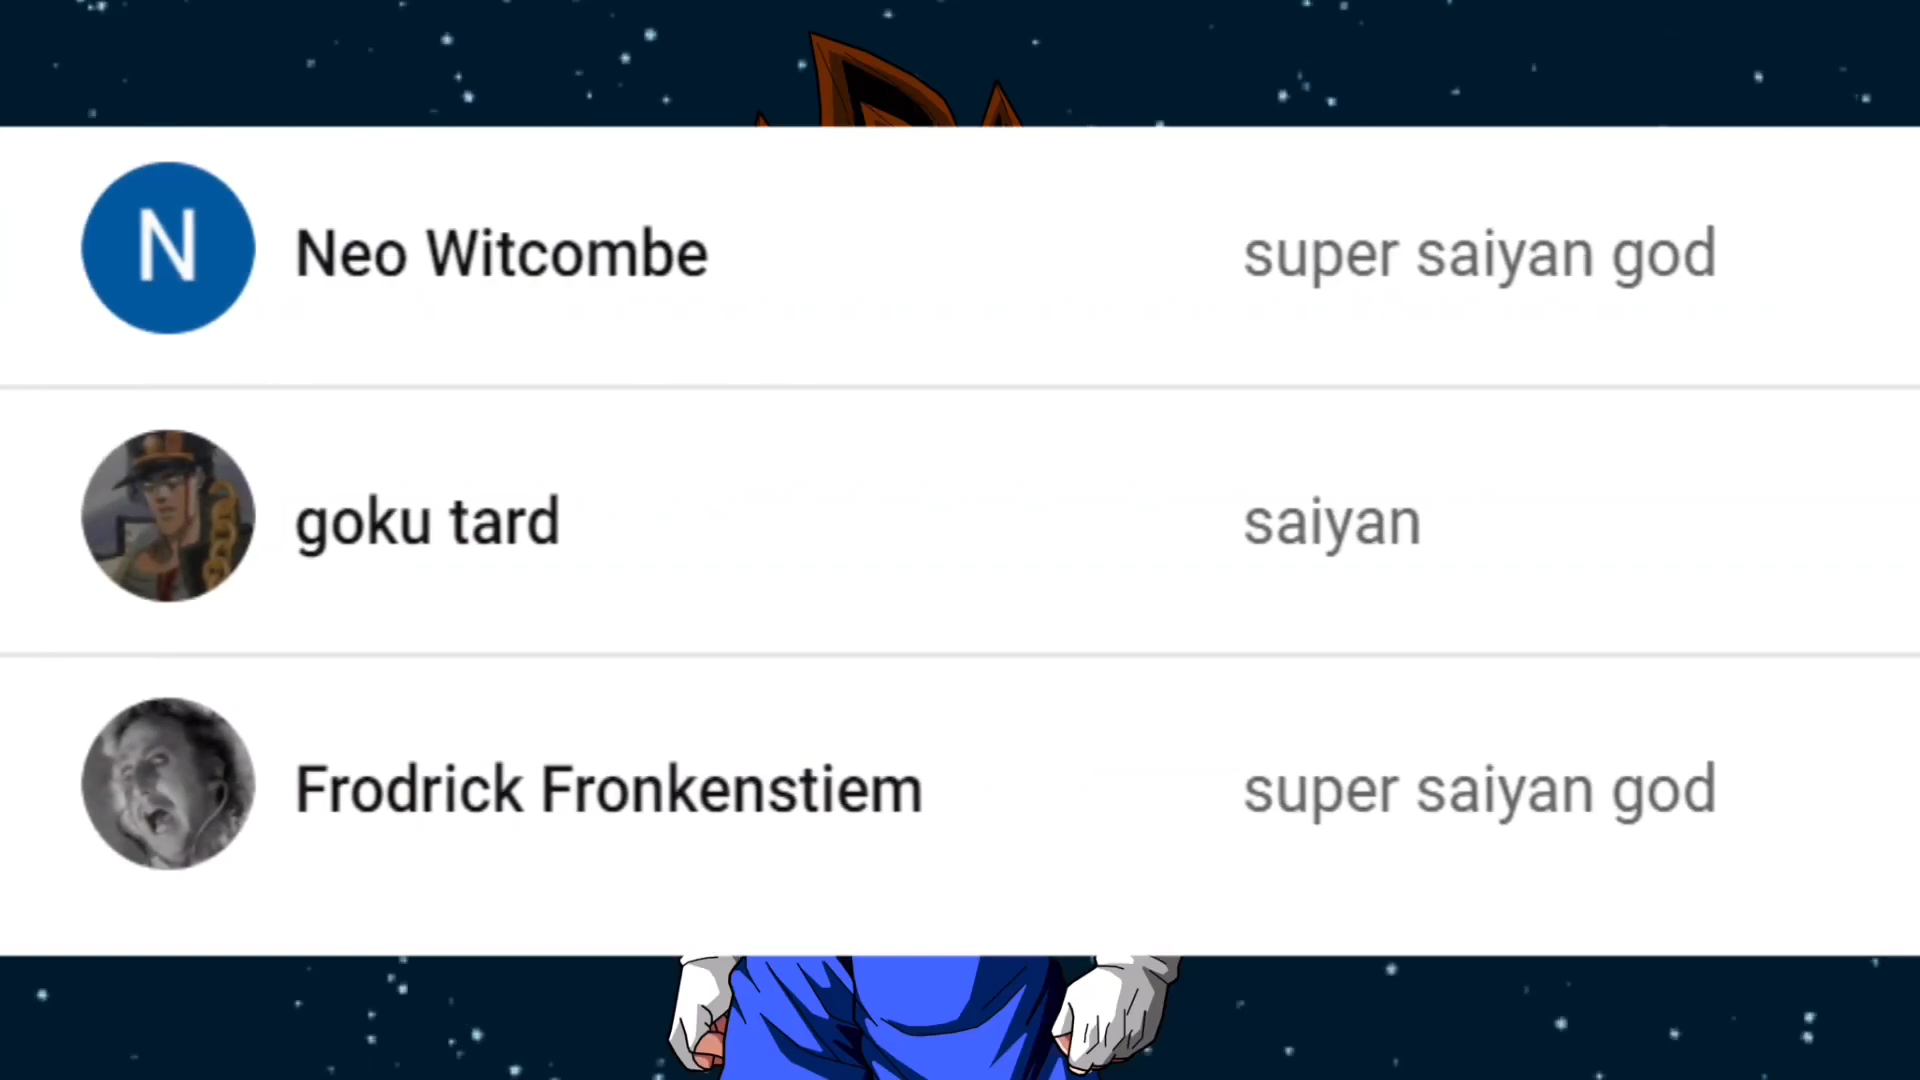 N
Neo Witcombe super saiyan god
goku tard saiyan
Frodrick Fronkenstiem super saiyan god